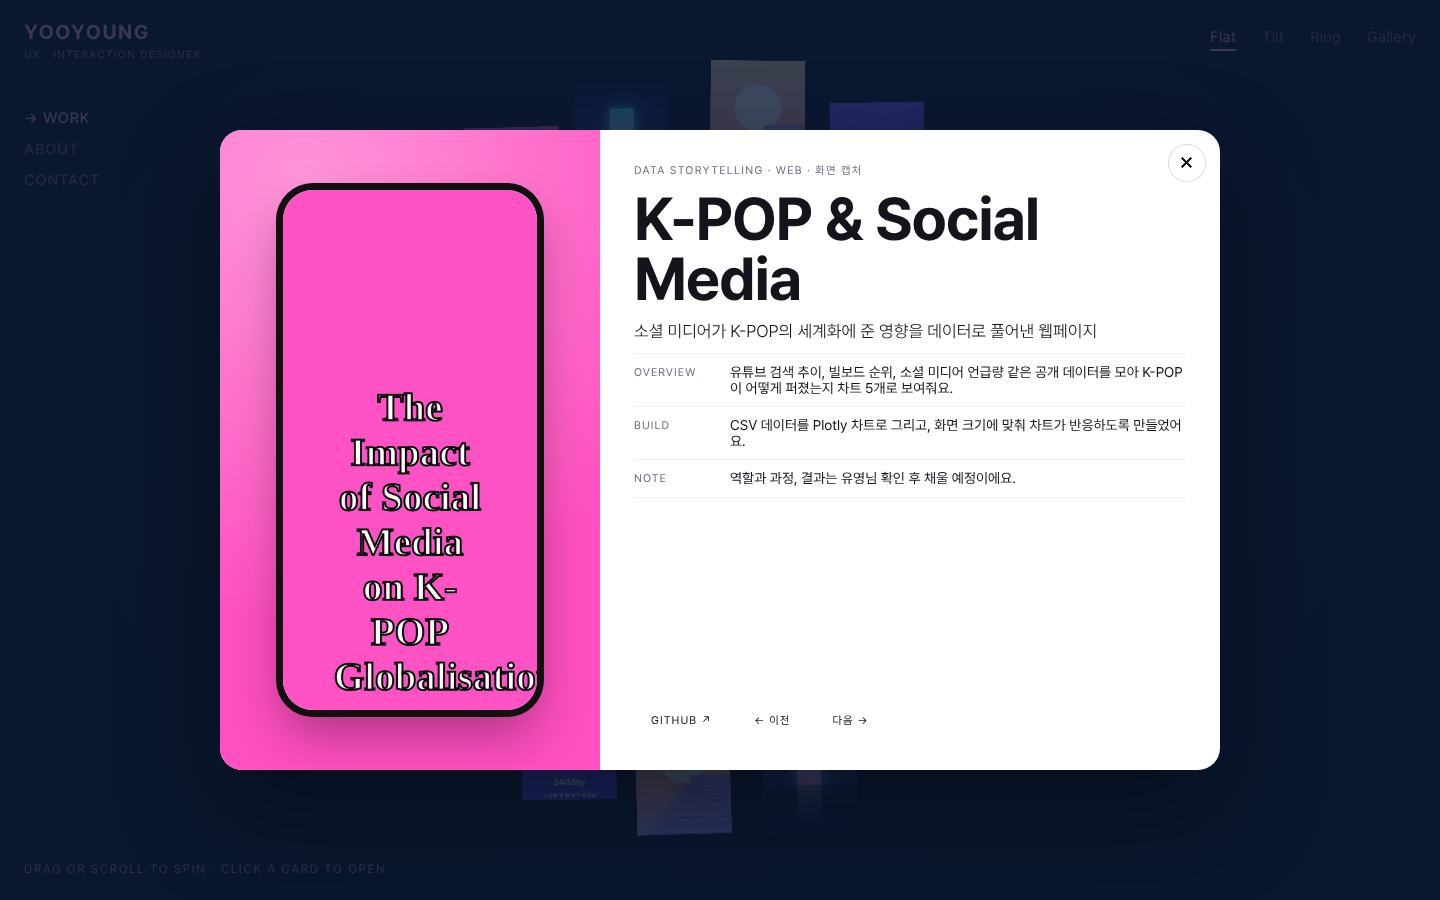 YOOYOUNG
UX · INTERACTION DESIGNER
Flat
Tilt
Ring
Gallery
→ WORK
ABOUT
CONTACT
The
Impact
of Social
Media
on K-
POP
Globalisation
DATA STORYTELLING · WEB · 화면 캡처
K-POP & Social
Media
소셜 미디어가 K-POP의 세계화에 준 영향을 데이터로 풀어낸 웹페이지
OVERVIEW
유튜브 검색 추이, 빌보드 순위, 소셜 미디어 언급량 같은 공개 데이터를 모아 K-POP
이 어떻게 퍼졌는지 차트 5개로 보여줘요.
BUILD
CSV 데이터를 Plotly 차트로 그리고, 화면 크기에 맞춰 차트가 반응하도록 만들었어
요.
NOTE
역할과 과정, 결과는 유영님 확인 후 채울 예정이에요.
GITHUB ↗
← 이전
다음 →
24dday
DRAG OR SCROLL TO SPIN · CLICK A CARD TO OPEN